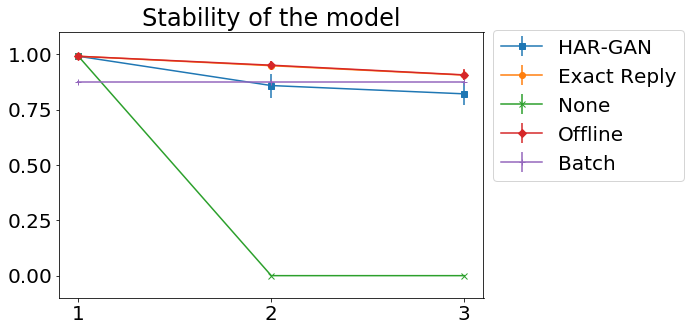 Stability of the model
1.00
0.75
0.50
0.25
0.00
1 2 3
HAR-GAN
Exact Reply
None
Offline
Batch